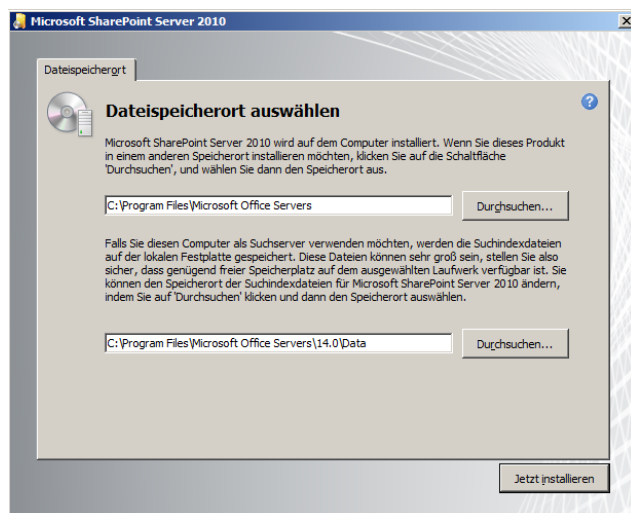 Microsoft SharePoint Server 2010
Dateispeicherort
Dateispeicherort auswählen
Microsoft SharePoint Server 2010 wird auf dem Computer installiert. Wenn Sie dieses Produkt
in einem anderen Speicherort installieren möchten, klicken Sie auf die Schaltfläche
'Durchsuchen', und wählen Sie dann den Speicherort aus.
C:\Program Files\Microsoft Office Servers
Durchsuchen...
Falls Sie diesen Computer als Suchserver verwenden möchten, werden die Suchindexdateien
auf der lokalen Festplatte gespeichert. Diese Dateien können sehr groß sein, stellen Sie also
sicher, dass genügend freier Speicherplatz auf dem ausgewählten Laufwerk verfügbar ist. Sie
können den Speicherort der Suchindexdateien für Microsoft SharePoint Server 2010 ändern,
indem Sie auf 'Durchsuchen' klicken und dann den Speicherort auswählen.
C:\Program Files\Microsoft Office Servers\14.0\Data
Durchsuchen...
Jetzt installieren